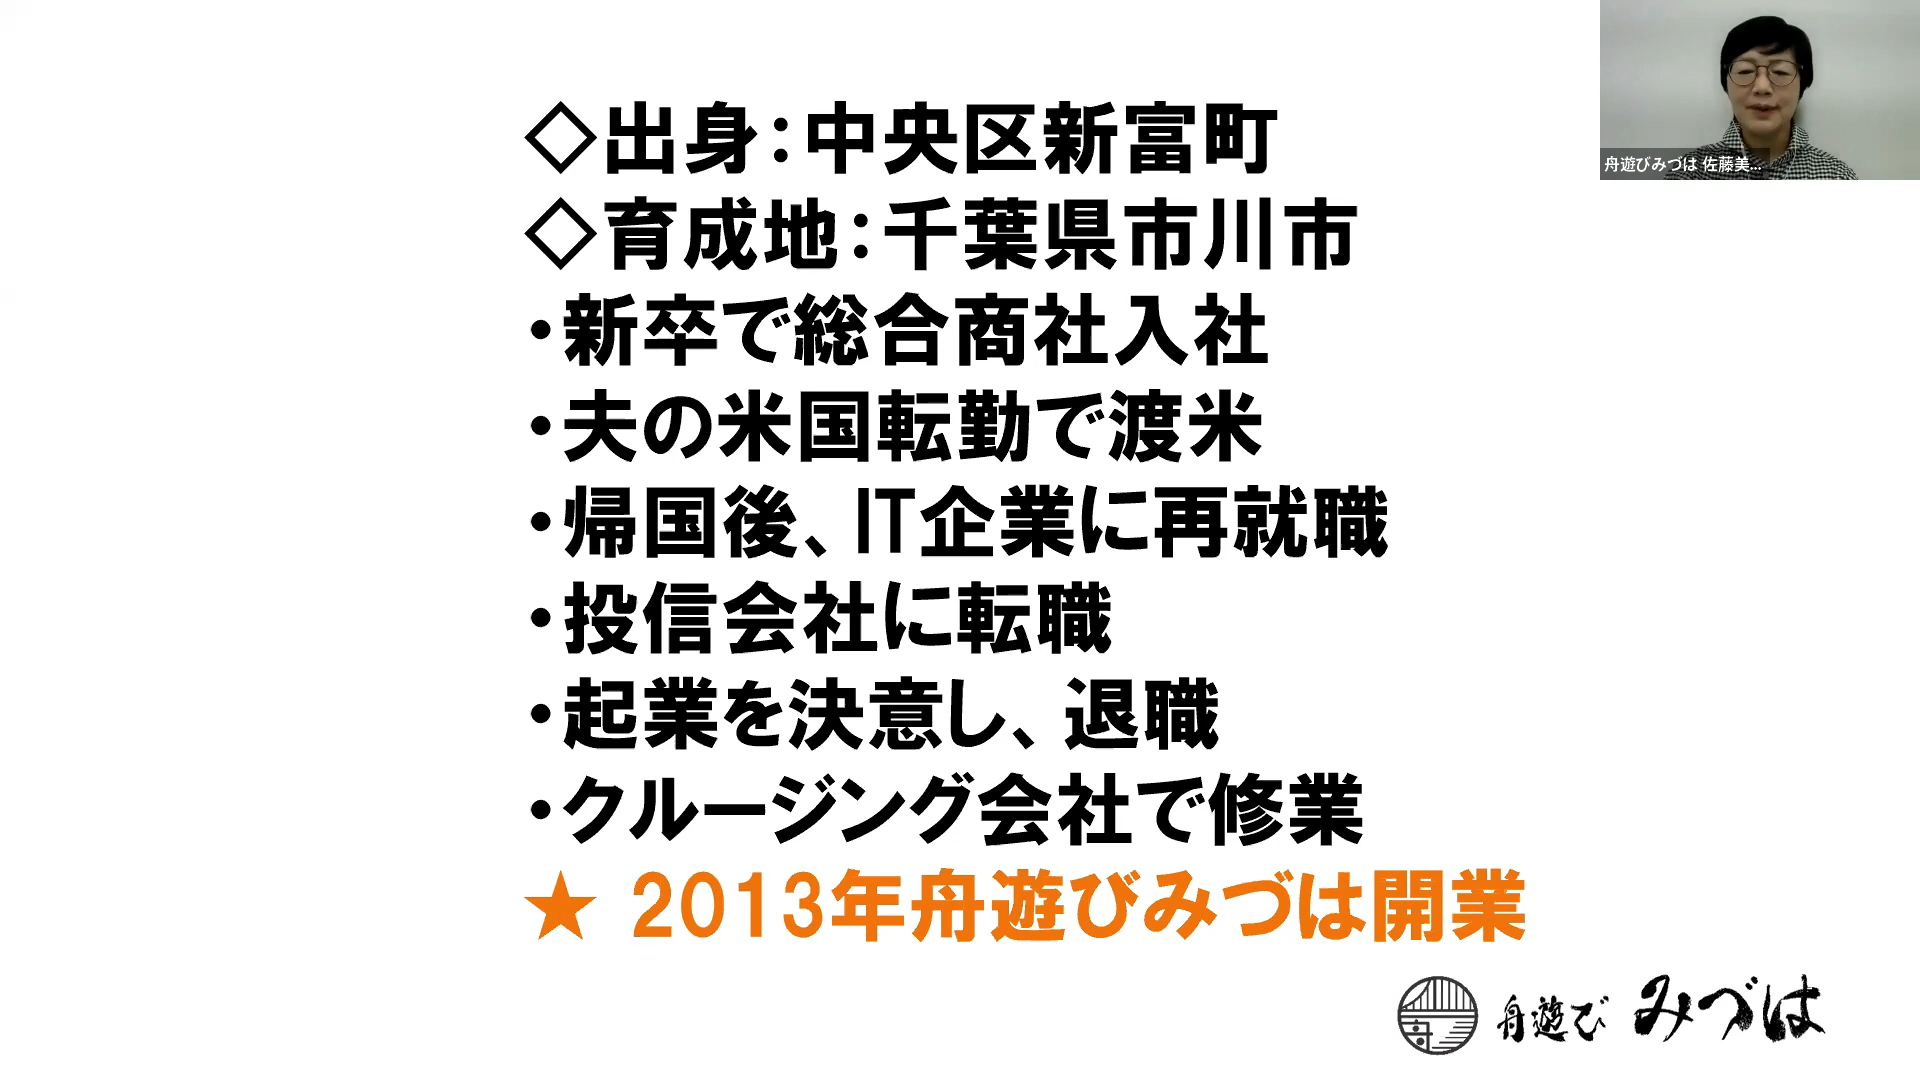 ◇出身：中央区新富町
◇育成地：千葉県市川市
・新卒で総合商社入社
・夫の米国転勤で渡米
・帰国後、IT企業に再就職
・投信会社に転職
・起業を決意し、退職
・クルージング会社で修業
★ 2013年舟遊びみづは開業
舟遊びみづは 佐藤美...
舟
舟遊び みづは